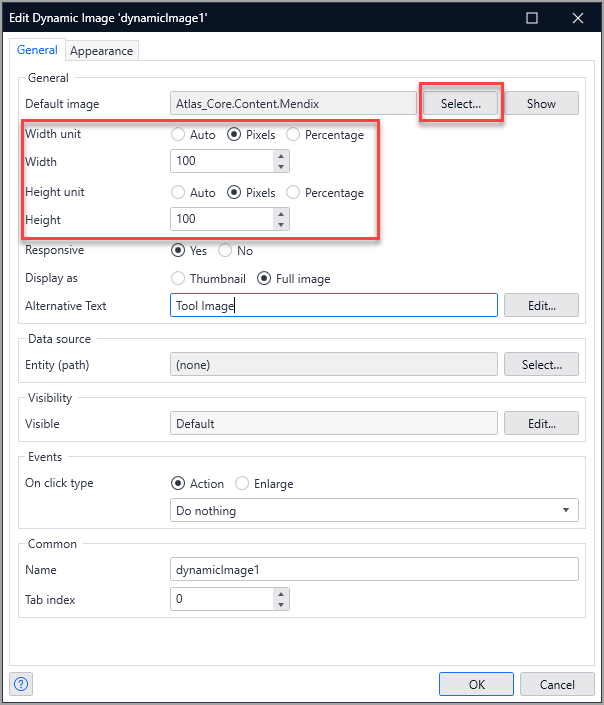 Edit Dynamic Image 'dynamicImage1'
General Appearance
General
Default image Atlas_Core.Content.Mendix Select... Show
Width unit Auto Pixels Percentage
Width 100
Height unit Auto Pixels Percentage
Height 100
Responsive Yes No
Display as Thumbnail Full image
Alternative Text Tool Image Edit...
Data source
Entity (path) (none) Select...
Visibility
Visible Default Edit...
Events
On click type Action Enlarge
Do nothing
Common
Name dynamicImage1
Tab index 0
? OK Cancel